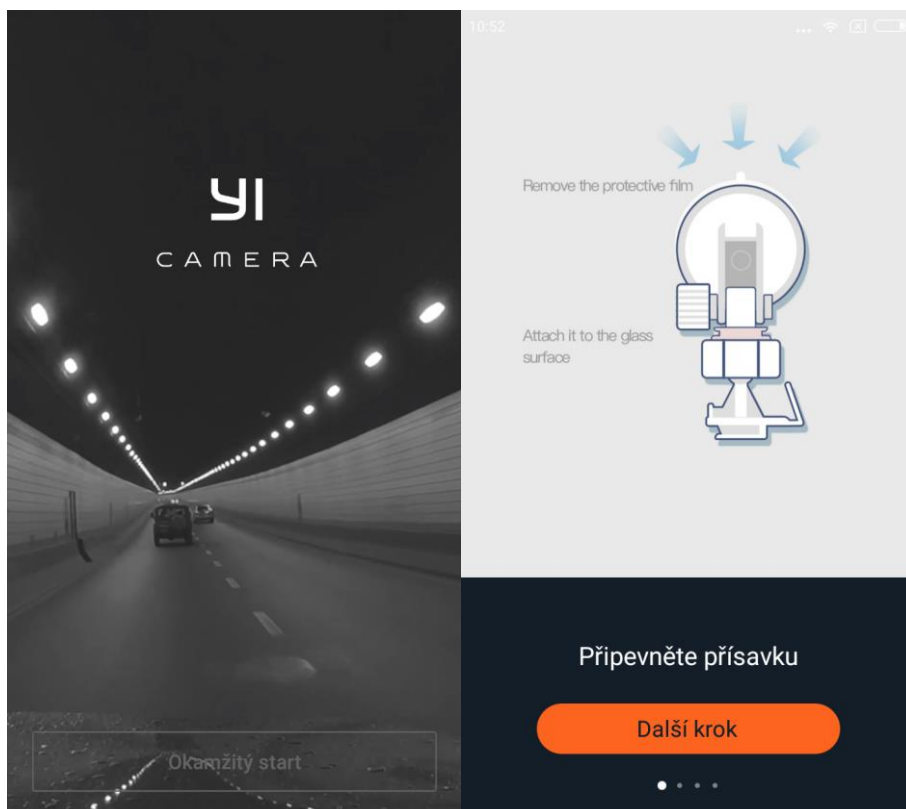 YI
CAMERA
Okamžitý start
10:52
Remove the protective film
Attach it to the glass
surface
Připevněte přísavku
Další krok